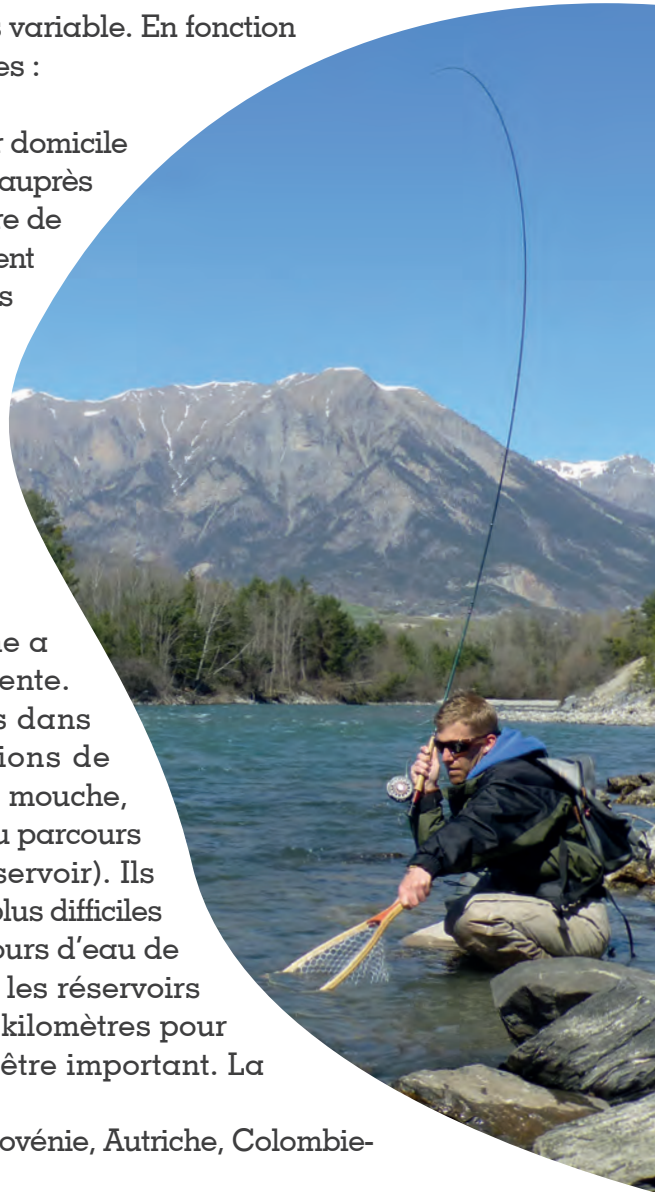 s variable. En fonction
es :
r domicile
auprès
re de
ent
s
e a
ente.
s dans
ions de
mouche,
u parcours
servoir). Ils
plus difficiles
ours d’eau de
les réservoirs
kilomètres pour
être important. La
ovénie, Autriche, Colombie-